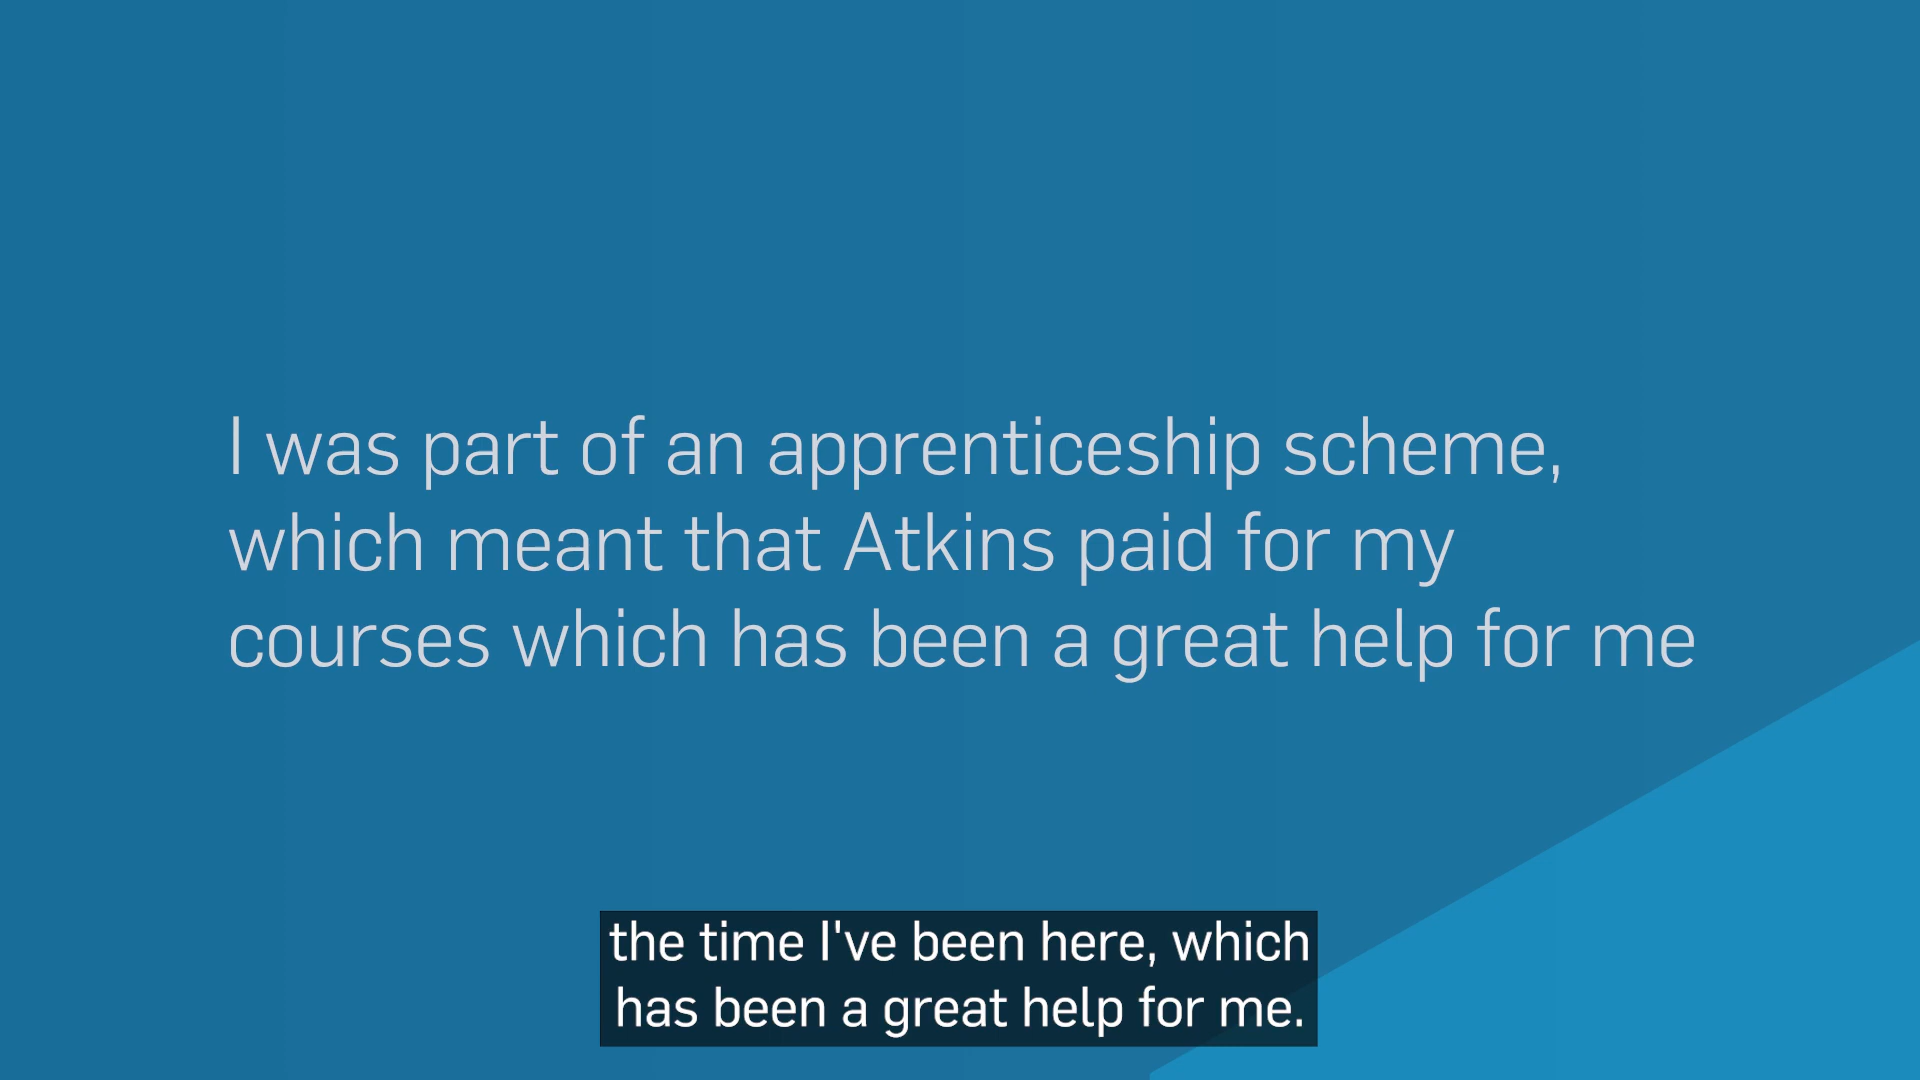 I was part of an apprenticeship scheme,
which meant that Atkins paid for my
courses which has been a great help for me
the time I've been here, which
has been a great help for me.